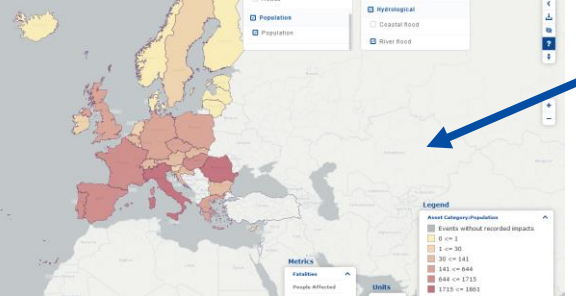 Hydrological
Population
Coastal flood
Population
River flood
?
+
−
Legend
Asset Category:Population
Events without recorded impacts
0 <= 1
1 <= 30
30 <= 141
141 <= 644
644 <= 1715
1715 <= 1861
Metrics
Fatalities
People Affected
Units